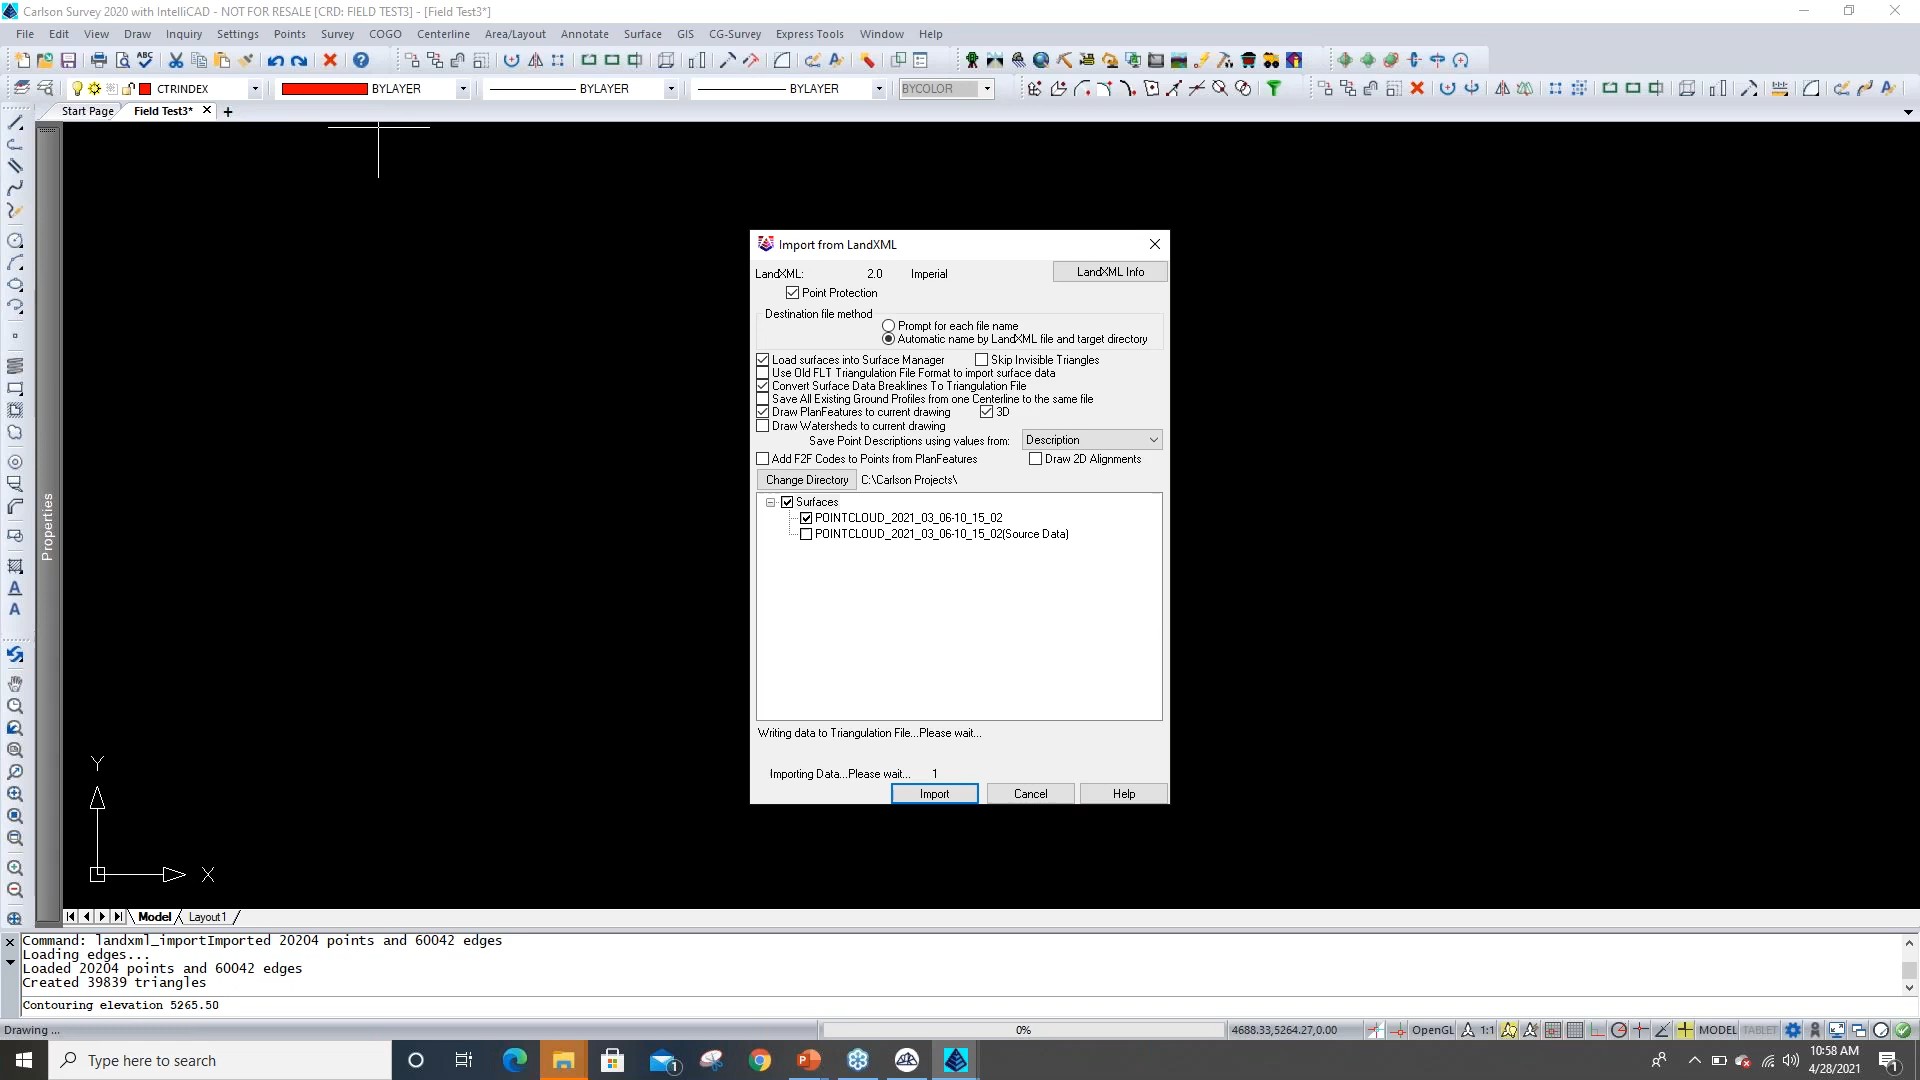 Carlson Survey 2020 with IntelliCAD - NOT FOR RESALE [CRD: FIELD TEST3] - [Field Test3*]
File Edit View Draw Inquiry Settings Points Survey COGO Centerline Area/Layout Annotate Surface GIS CG-Survey Express Tools Window Help
ABC
CTRINDEX BYLAYER BYLAYER BYLAYER BYCOLOR
Start Page Field Test3*
Properties
Import from LandXML
LandXML: 2.0 Imperial LandXML Info
Point Protection
Destination file method
Prompt for each file name
Automatic name by LandXML file and target directory
Load surfaces into Surface Manager Skip Invisible Triangles
Use Old FLT Triangulation File Format to import surface data
Convert Surface Data Breaklines To Triangulation File
Save All Existing Ground Profiles from one Centerline to the same file
Draw PlanFeatures to current drawing 3D
Draw Watersheds to current drawing
Save Point Descriptions using values from: Description
Add F2F Codes to Points from PlanFeatures Draw 2D Alignments
Change Directory C:\Carlson Projects\
Surfaces
POINTCLOUD_2021_03_06-10_15_02
POINTCLOUD_2021_03_06-10_15_02(Source Data)
Writing data to Triangulation File...Please wait...
Importing Data...Please wait... 1
Import Cancel Help
Y
X
Model Layout1
Command: landxml_importImported 20204 points and 60042 edges
Loading edges...
Loaded 20204 points and 60042 edges
Created 39839 triangles
Contouring elevation 5265.50
Drawing ... 0% 4688.33,5264.27,0.00 OpenGL 1:1 MODEL TABLET
Type here to search
10:58 AM
4/28/2021